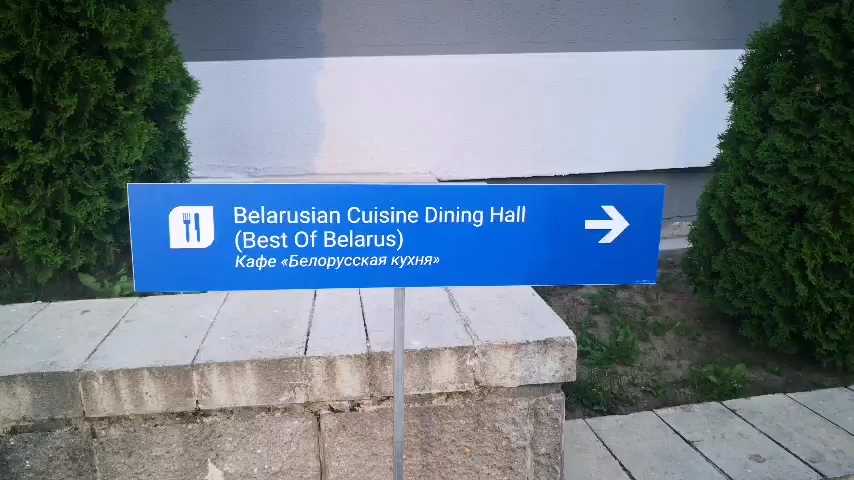 Belarusian Cuisine Dining Hall
(Best Of Belarus)
Кафе «Белорусская кухня»